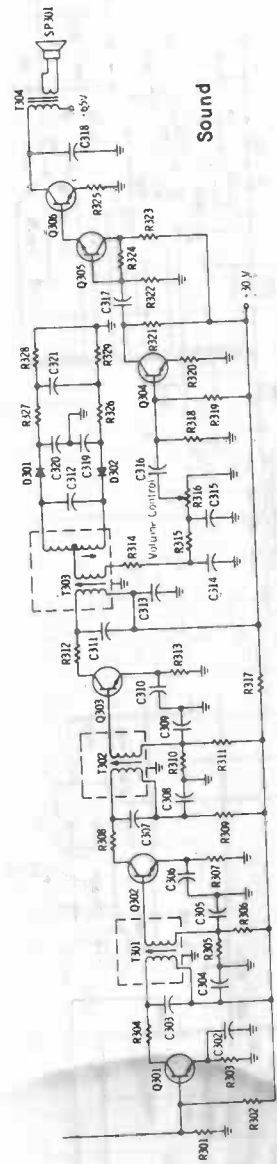 SP301
T304
-65V
C318
Q306
R325
Sound
Q305
R324
R323
C317
R322
R328
C321
R329
R321
-30 V
R327
R326
Q304
R320
D301
C320
C319
D302
C312
R318
R319
C316
Volume Control
R316
T303
R314
R315
C315
C314
C313
R312
C311
Q303
C310
R313
T302
C309
R310
R311
R317
R308
C307
C308
R309
Q302
C306
R307
T301
C305
R305
R306
R304
C303
C304
Q301
C302
R303
R301
R302